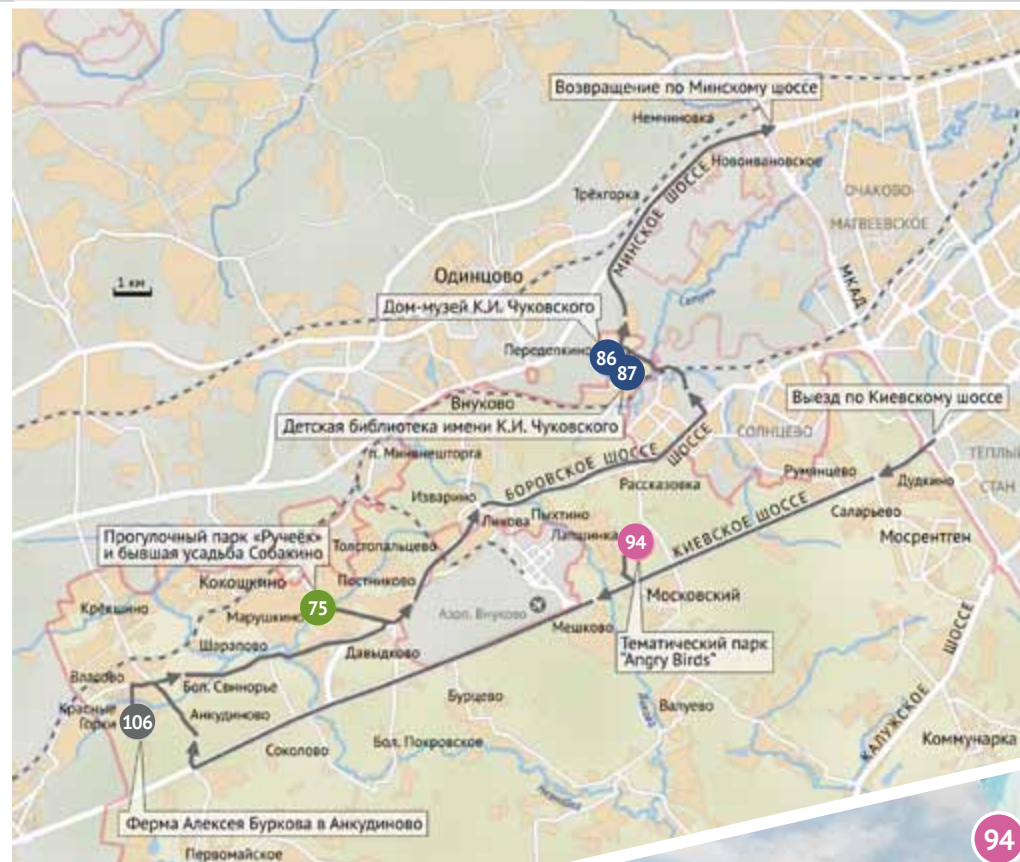 Возвращение по Минскому шоссе
Немчиновка
Новоивановское
Трёхгорка
ОЧАКОВО-
МАТВЕЕВСКОЕ
МИНСКОЕ ШОССЕ
МКАД
Одинцово
1 км
Сетунь
Дом-музей К.И. Чуковского
Переделкино
86
87
Внуково
Детская библиотека имени К.И. Чуковского
Выезд по Киевскому шоссе
СОЛНЦЕВО
ТЁПЛЫЙ
СТАН
п. Минвнешторга
БОРОВСКОЕ ШОССЕ
ШОССЕ
Румянцево
Дудкино
Изварино
Рассказовка
Саларьево
Ликова
Пыхтино
Лапшинка
КИЕВСКОЕ ШОССЕ
Мосрентген
Прогулочный парк «Ручеёк»
и бывшая усадьба Собакино
Толстопальцево
94
Кокошкино
Постниково
Крёкшино
75
Марушкино
Аэроп. Внуково
Московский
Мешково
Шарапово
Давыдково
Тематический парк
"Angry Birds"
ШОССЕ
Власово
Бол. Свинорье
Бурцево
Валуево
Красные
Горки
106
Анкудиново
Ликова
КАЛУЖСКОЕ
Соколово
Бол. Покровское
Коммунарка
Незнайка
Ферма Алексея Буркова в Анкудиново
Первомайское
94